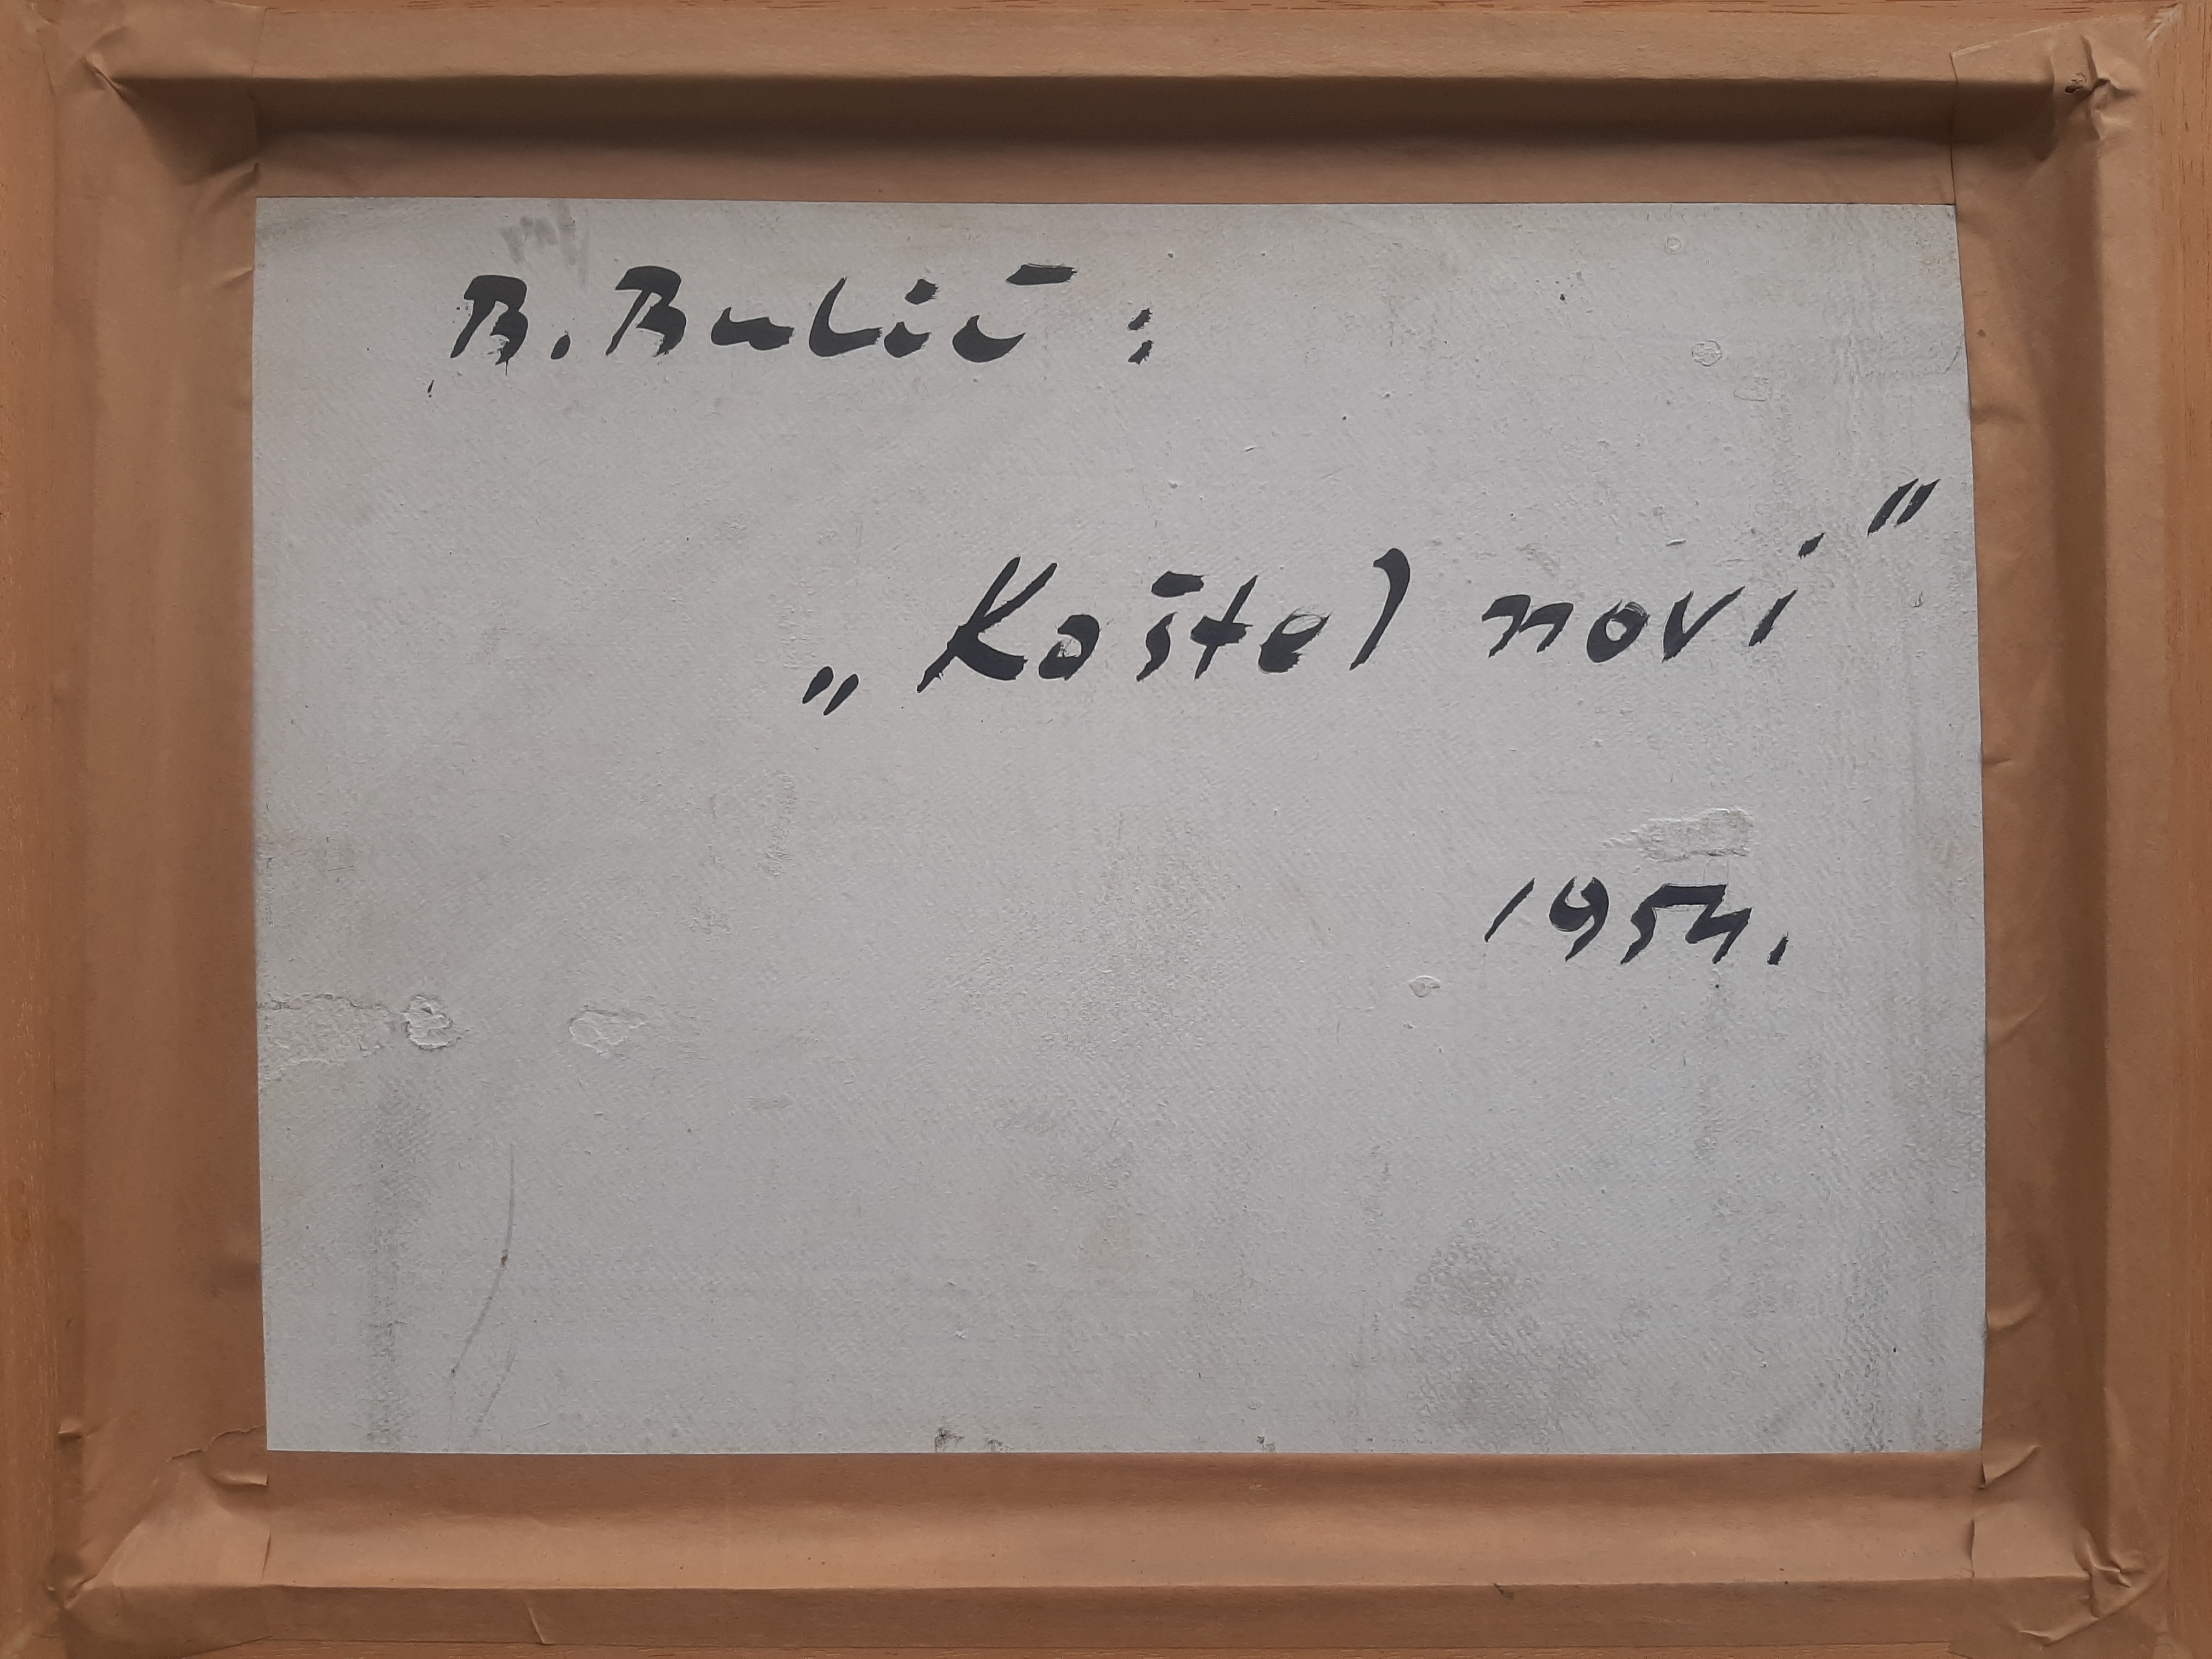 B. Bulić :
„Kaštel novi"
1954.